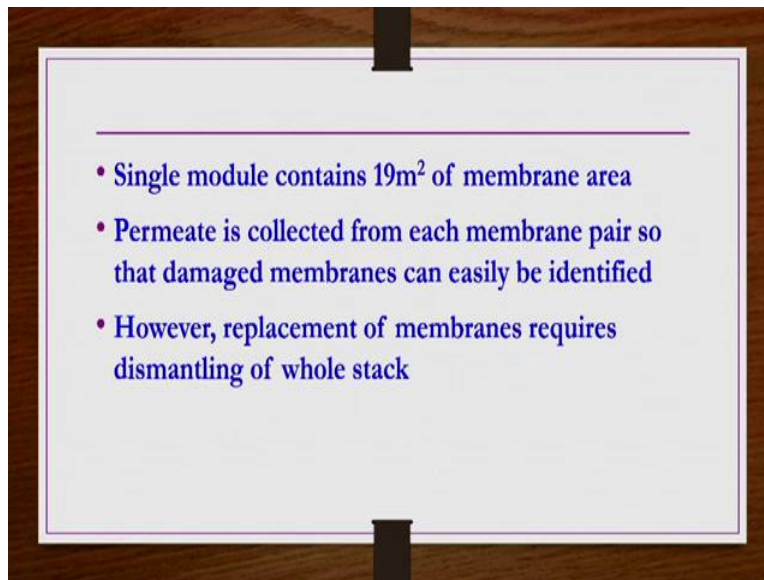 • Single module contains 19m² of membrane area
• Permeate is collected from each membrane pair so
that damaged membranes can easily be identified
• However, replacement of membranes requires
dismantling of whole stack